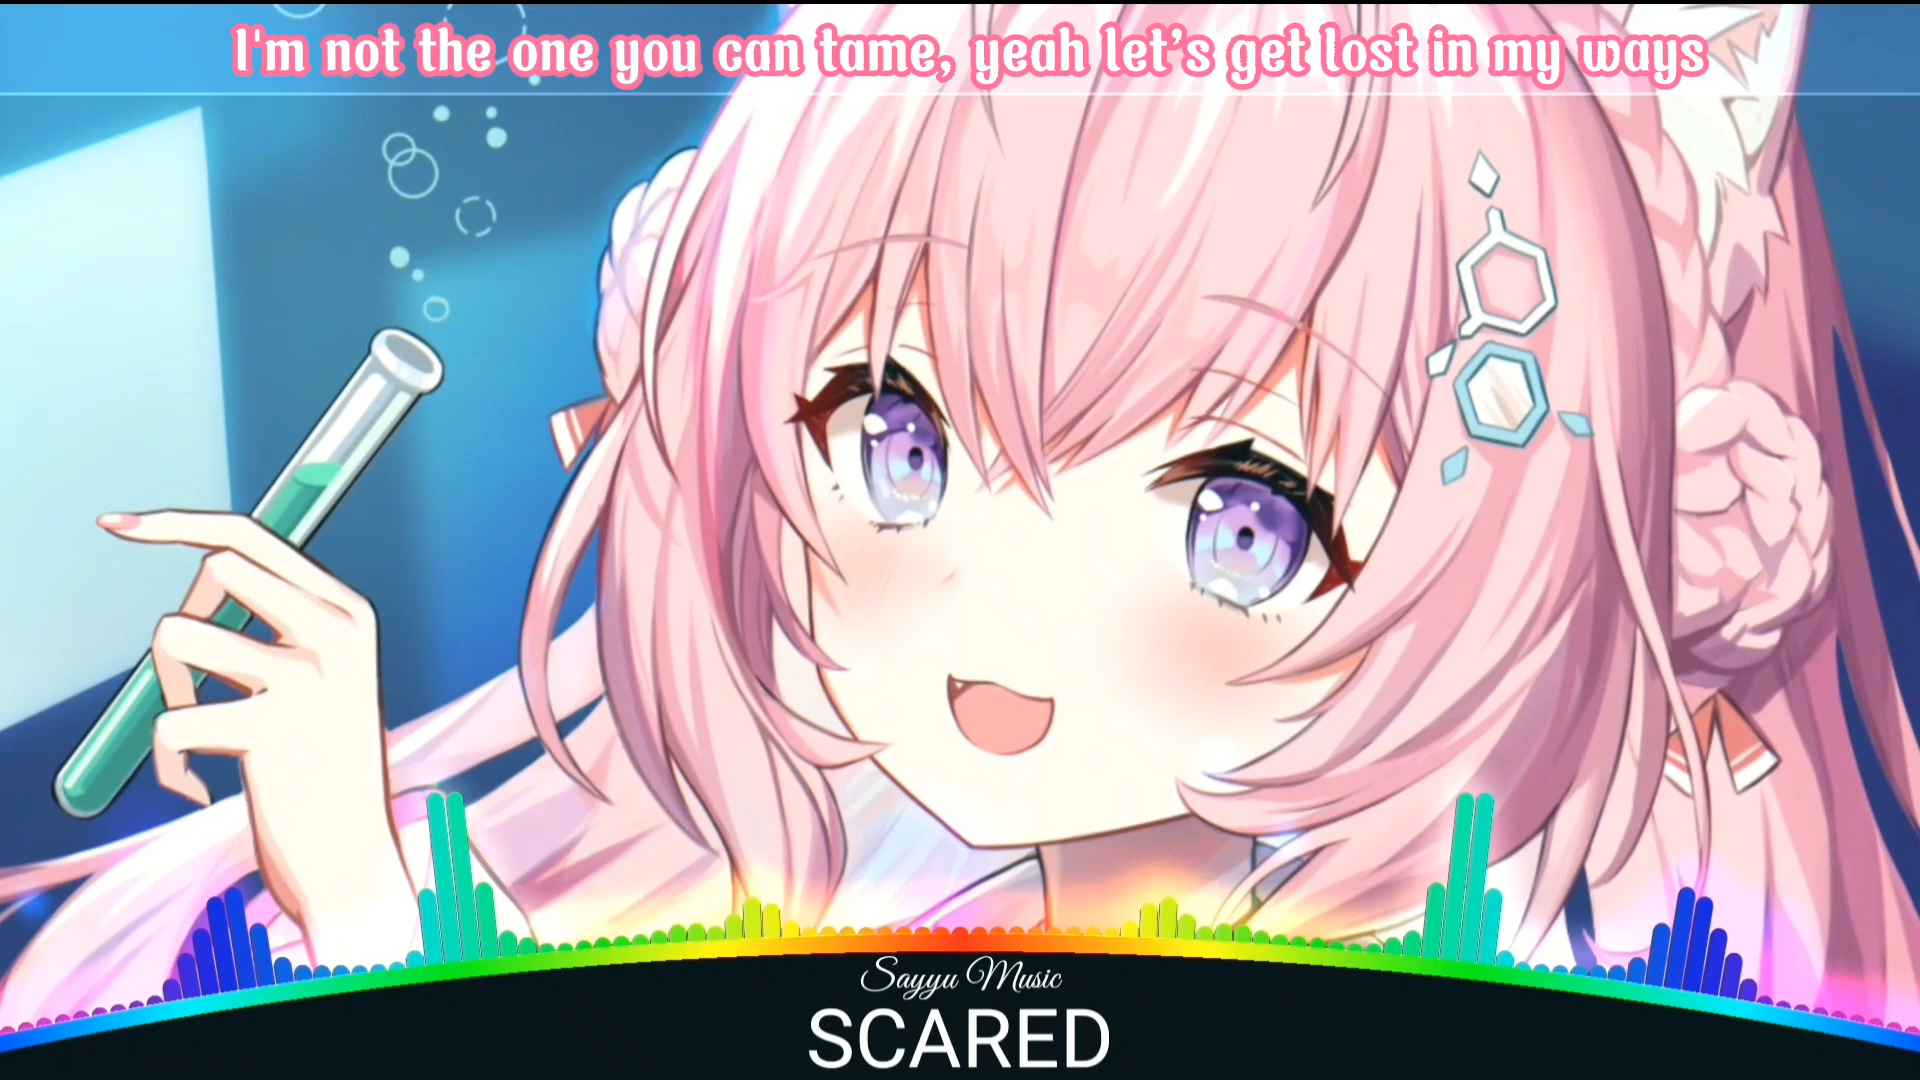 I'm not the one you can tame, yeah let’s get lost in my ways
Sayyu Music
SCARED